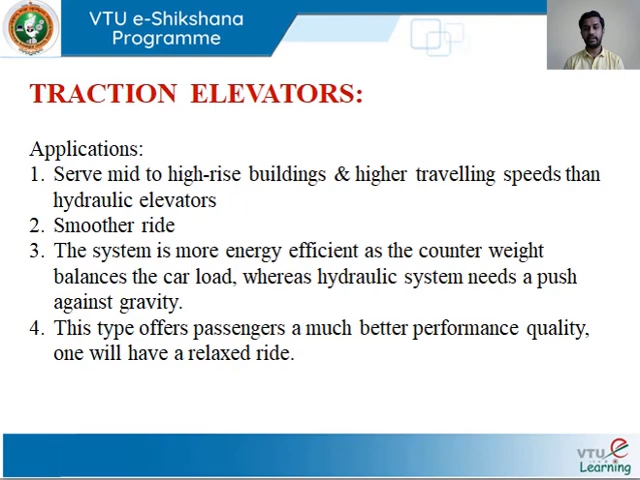 VTU e-Shikshana
Programme
TRACTION ELEVATORS:
Applications:
1. Serve mid to high-rise buildings & higher travelling speeds than
hydraulic elevators
2. Smoother ride
3. The system is more energy efficient as the counter weight
balances the car load, whereas hydraulic system needs a push
against gravity.
4. This type offers passengers a much better performance quality,
one will have a relaxed ride.
VTU e
Learning